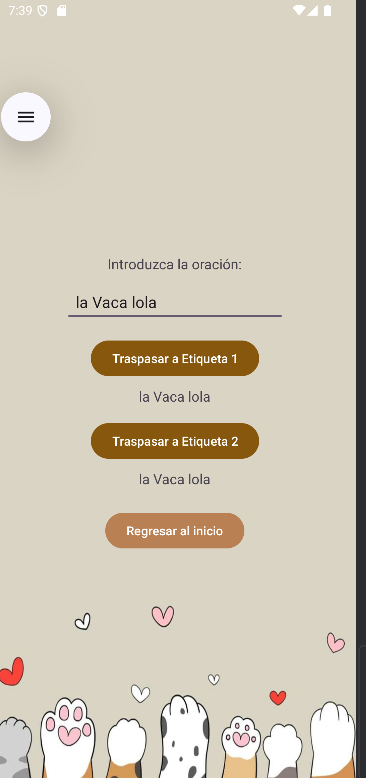 7:39
Introduzca la oración:
la Vaca lola
Traspasar a Etiqueta 1
la Vaca lola
Traspasar a Etiqueta 2
la Vaca lola
Regresar al inicio